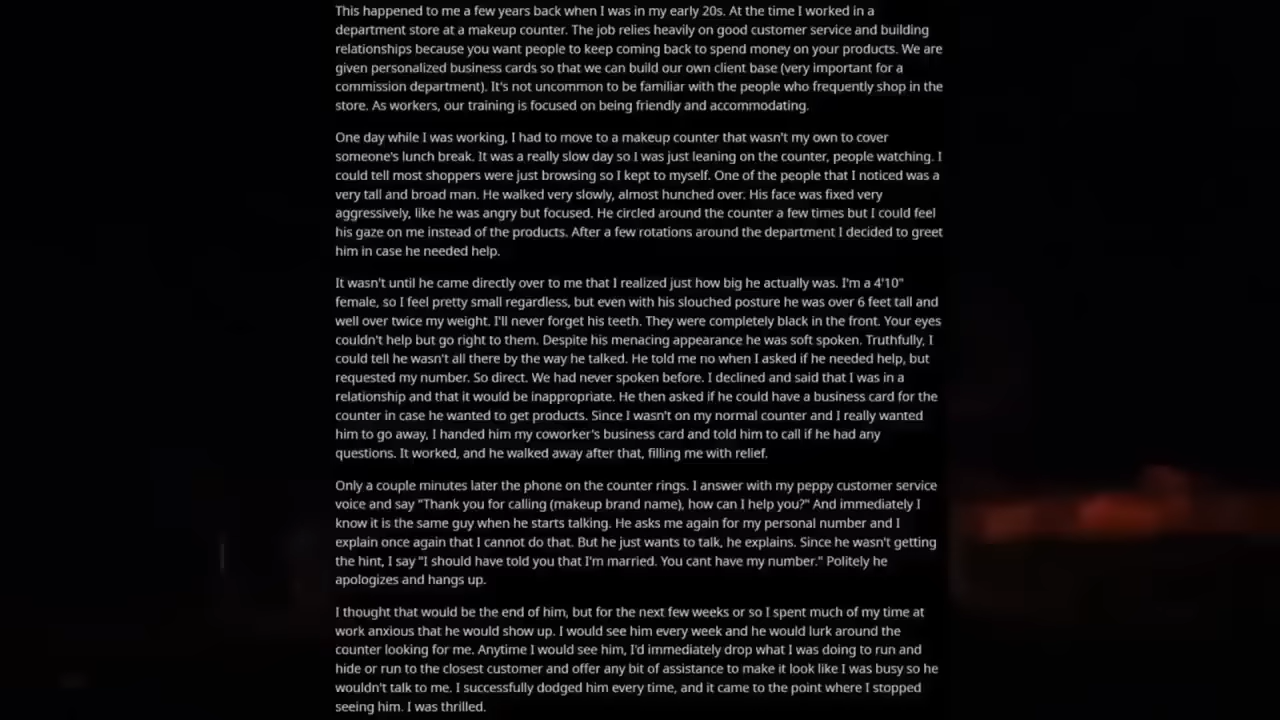 This happened to me a few years back when I was in my early 20s. At the time I worked in a
department store at a makeup counter. The job relies heavily on good customer service and building
relationships because you want people to keep coming back to spend money on your products. We are
given personalized business cards so that we can build our own client base (very important for a
commission department). It's not uncommon to be familiar with the people who frequently shop in the
store. As workers, our training is focused on being friendly and accommodating.
One day while I was working, I had to move to a makeup counter that wasn't my own to cover
someone's lunch break. It was a really slow day so I was just leaning on the counter, people watching. I
could tell most shoppers were just browsing so I kept to myself. One of the people that I noticed was a
very tall and broad man. He walked very slowly, almost hunched over. His face was fixed very
aggressively, like he was angry but focused. He circled around the counter a few times but I could feel
his gaze on me instead of the products. After a few rotations around the department I decided to greet
him in case he needed help.
It wasn't until he came directly over to me that I realized just how big he actually was. I'm a 4'10"
female, so I feel pretty small regardless, but even with his slouched posture he was over 6 feet tall and
well over twice my weight. I'll never forget his teeth. They were completely black in the front. Your eyes
couldn't help but go right to them. Despite his menacing appearance he was soft spoken. Truthfully, I
could tell he wasn't all there by the way he talked. He told me no when I asked if he needed help, but
requested my number. So direct. We had never spoken before. I declined and said that I was in a
relationship and that it would be inappropriate. He then asked if he could have a business card for the
counter in case he wanted to get products. Since I wasn't on my normal counter and I really wanted
him to go away, I handed him my coworker's business card and told him to call if he had any
questions. It worked, and he walked away after that, filling me with relief.
Only a couple minutes later the phone on the counter rings. I answer with my peppy customer service
voice and say "Thank you for calling (makeup brand name), how can I help you?" And immediately I
know it is the same guy when he starts talking. He asks me again for my personal number and I
explain once again that I cannot do that. But he just wants to talk, he explains. Since he wasn't getting
the hint, I say "I should have told you that I'm married. You cant have my number." Politely he
apologizes and hangs up.
I thought that would be the end of him, but for the next few weeks or so I spent much of my time at
work anxious that he would show up. I would see him every week and he would lurk around the
counter looking for me. Anytime I would see him, I'd immediately drop what I was doing to run and
hide or run to the closest customer and offer any bit of assistance to make it look like I was busy so he
wouldn't talk to me. I successfully dodged him every time, and it came to the point where I stopped
seeing him. I was thrilled.